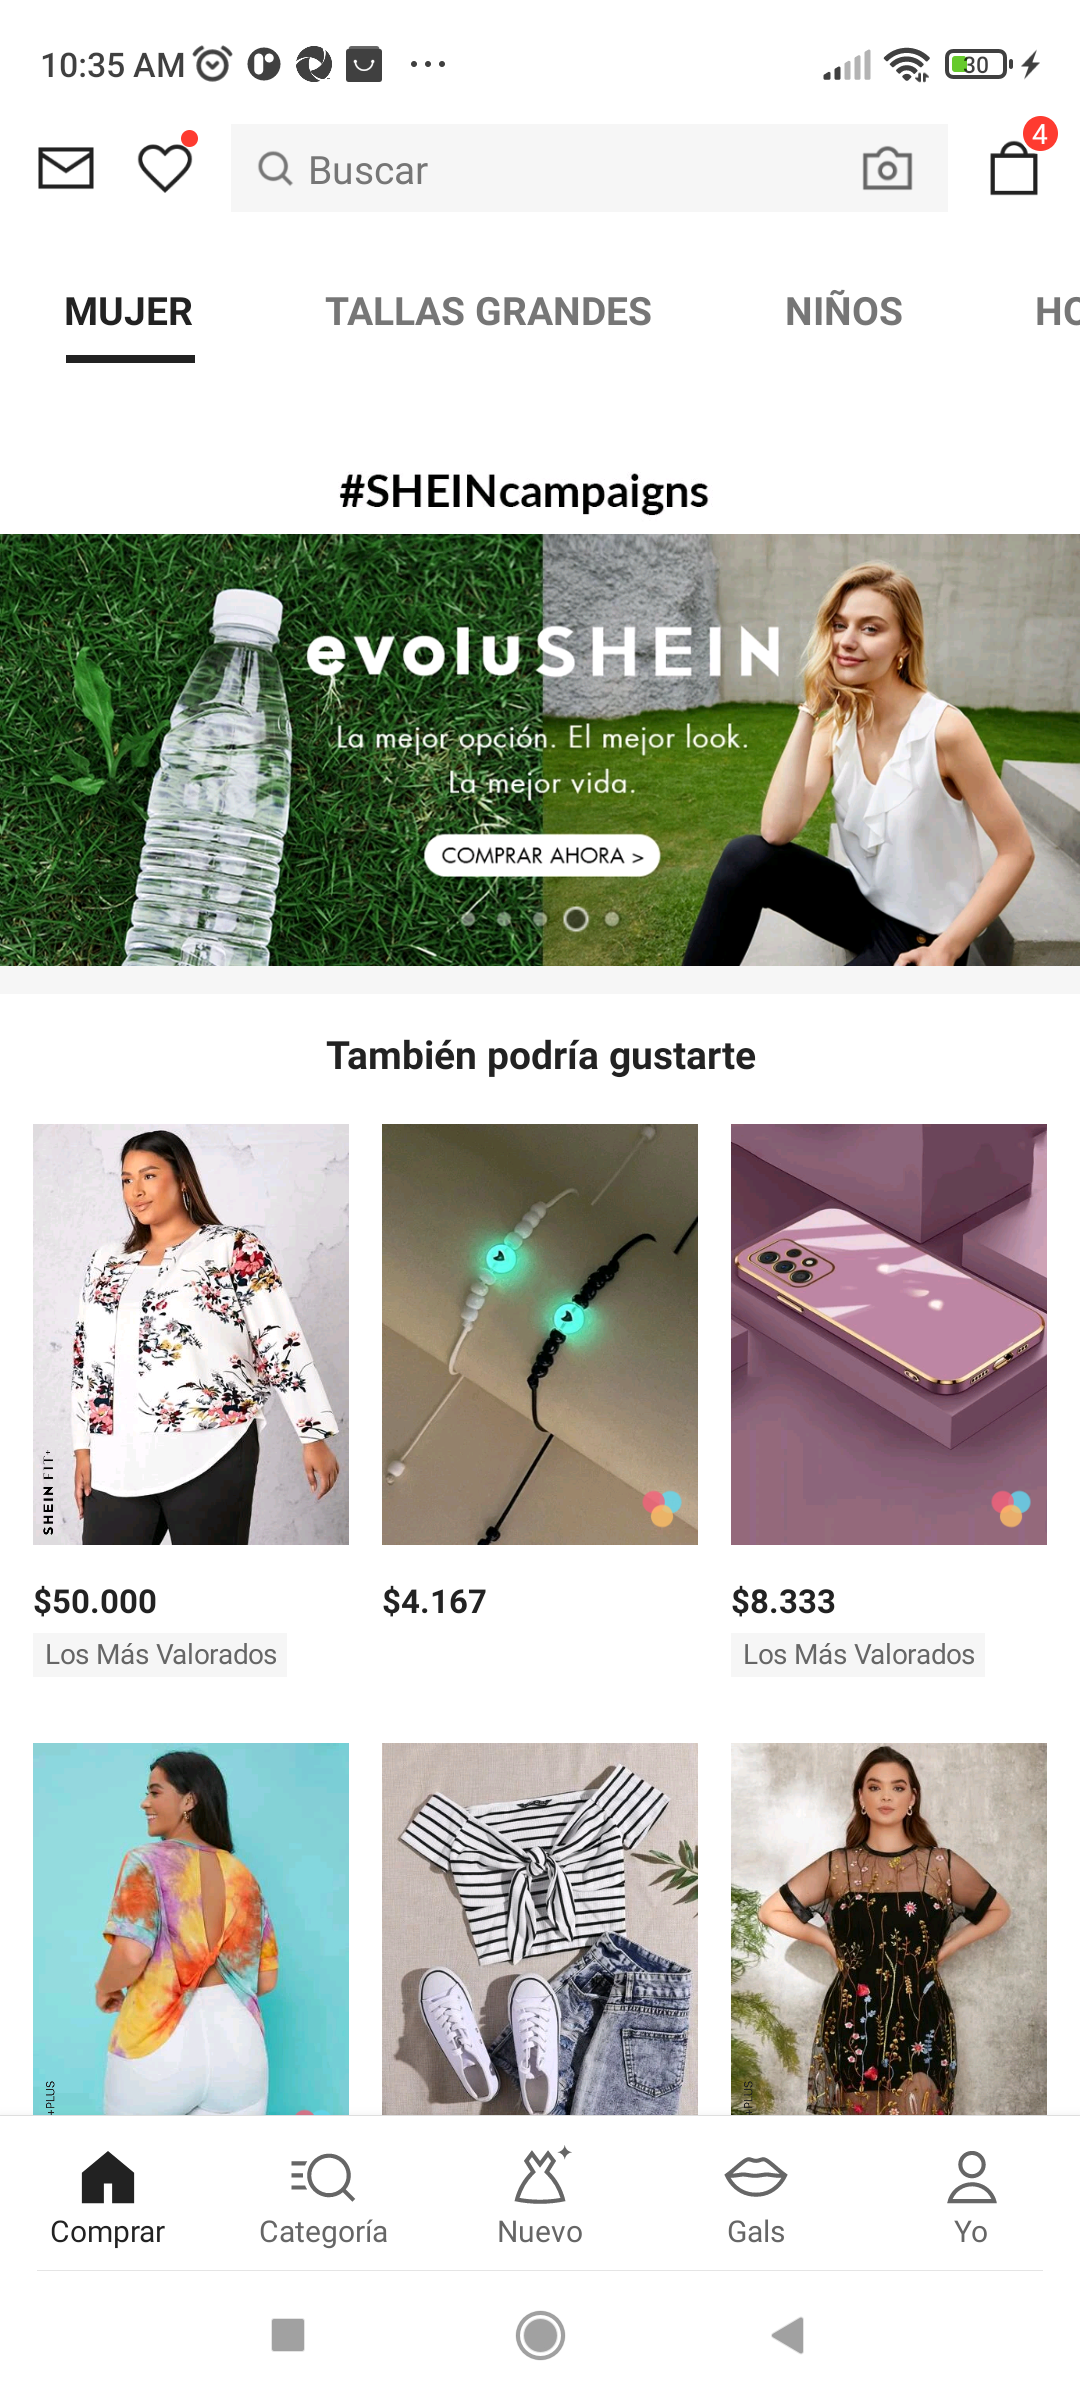 10:35 AM
30
4
Buscar
MUJER
TALLAS GRANDES
NIÑOS
HO
#SHEINcampaigns
evoluSHEIN
La mejor opción. El mejor look.
La mejor vida.
COMPRAR AHORA >
También podría gustarte
SHEIN FIT+
$50.000
$4.167
$8.333
Los Más Valorados
Los Más Valorados
+PLUS
+PLUS
Comprar
Categoría
Nuevo
Gals
Yo